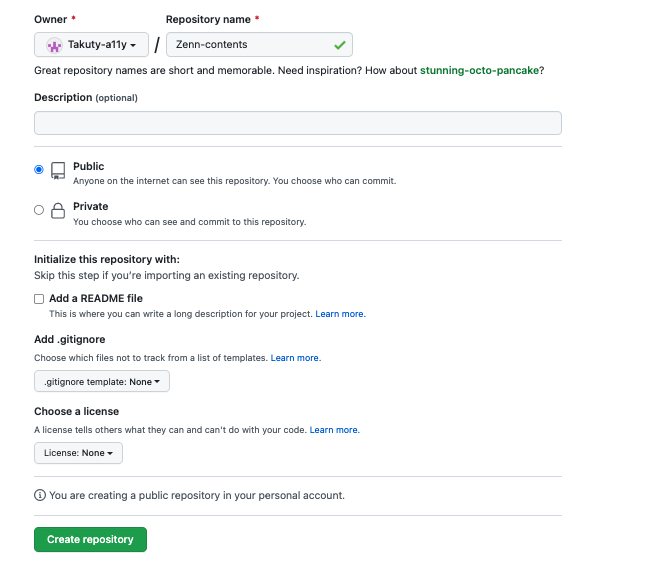 Owner * Repository name *
Takuty-a11y / Zenn-contents
Great repository names are short and memorable. Need inspiration? How about stunning-octo-pancake?
Description (optional)
Public
Anyone on the internet can see this repository. You choose who can commit.
Private
You choose who can see and commit to this repository.
Initialize this repository with:
Skip this step if you're importing an existing repository.
Add a README file
This is where you can write a long description for your project. Learn more.
Add .gitignore
Choose which files not to track from a list of templates. Learn more.
.gitignore template: None
Choose a license
A license tells others what they can and can't do with your code. Learn more.
License: None
You are creating a public repository in your personal account.
Create repository